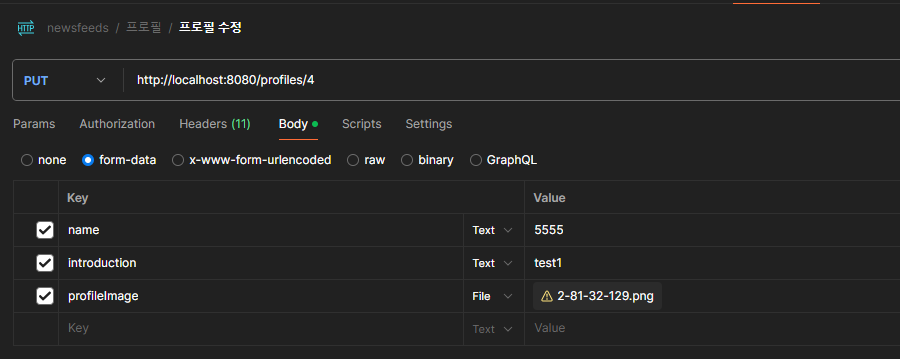 HTTP newsfeeds / 프로필 / 프로필 수정
PUT http://localhost:8080/profiles/4
Params Authorization Headers (11) Body Scripts Settings
none form-data x-www-form-urlencoded raw binary GraphQL
Key Value
name Text 5555
introduction Text test1
profileImage File 2-81-32-129.png
Key Text Value